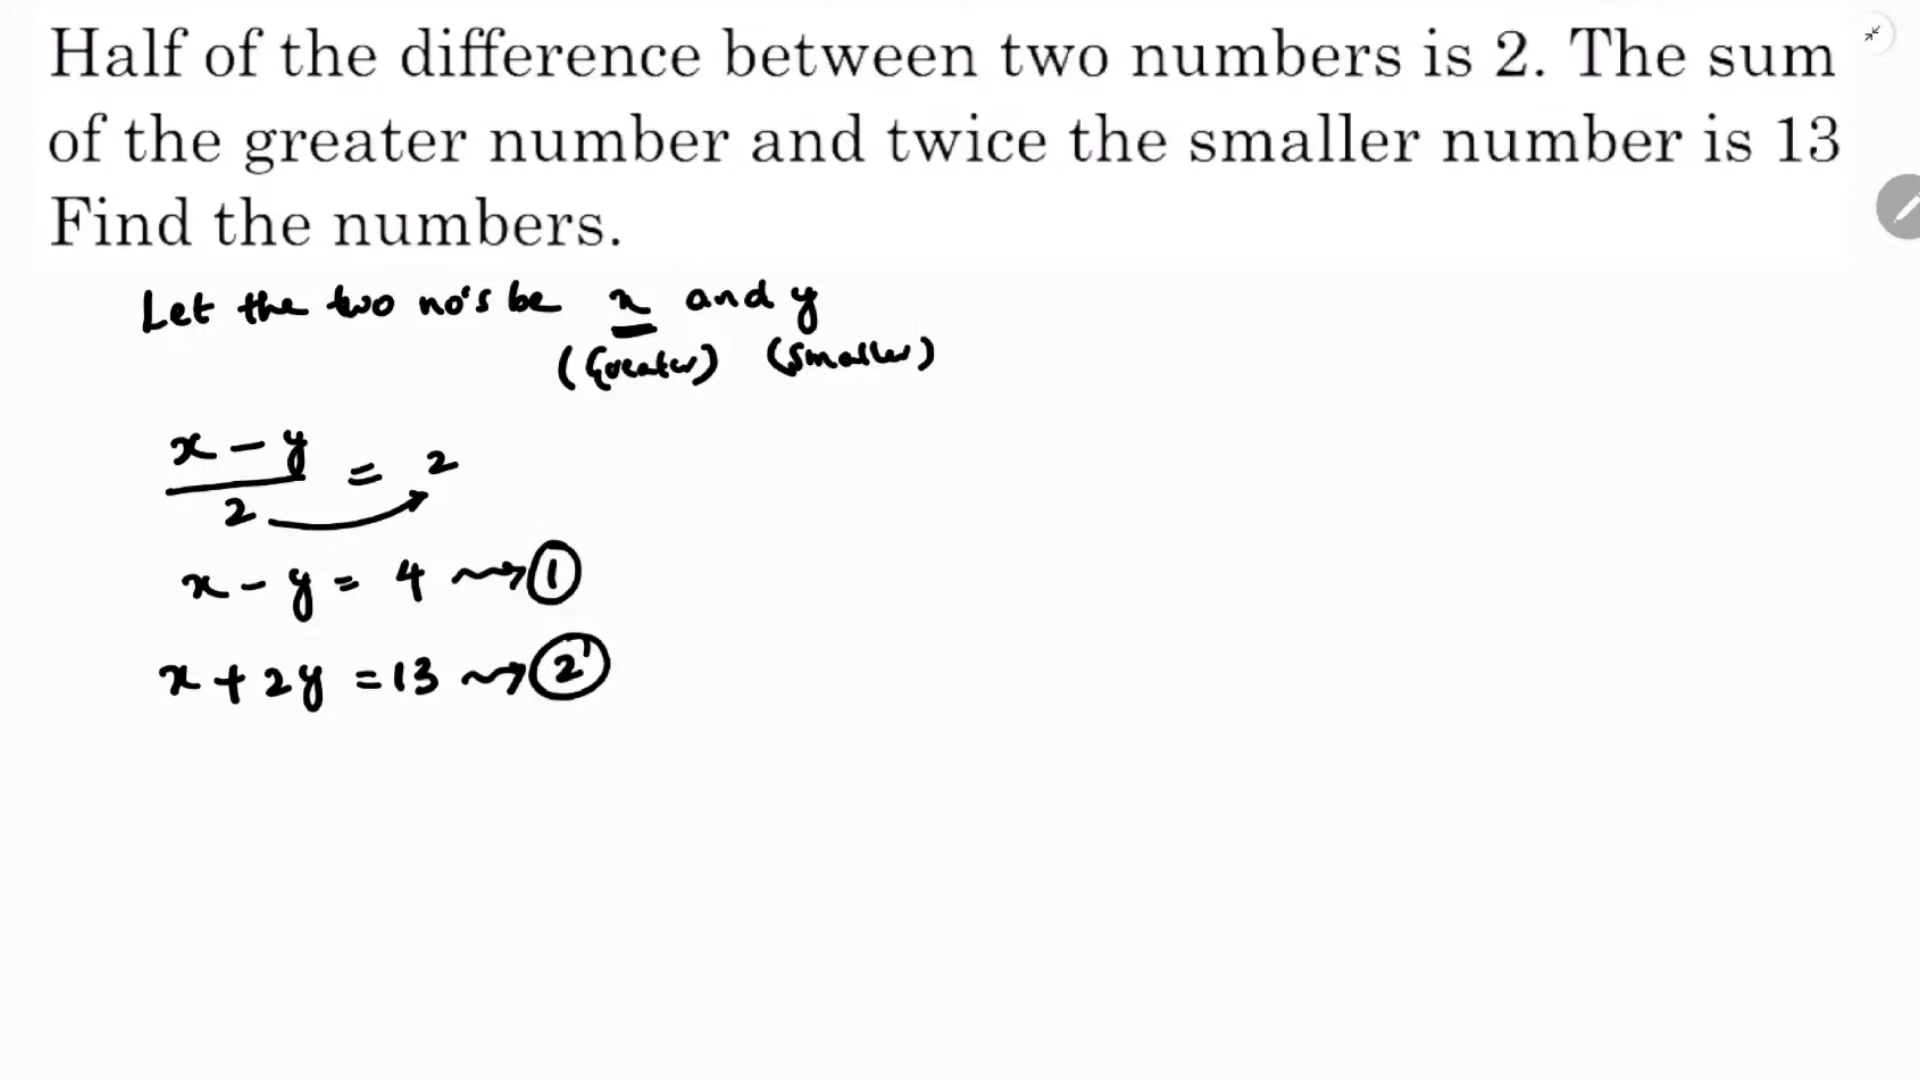 Half of the difference between two numbers is 2. The sum
of the greater number and twice the smaller number is 13
Find the numbers.
Let the two no's be x and y
(Greater) (Smaller)
x - y
= 2
2
x - y = 4 ⇝ ①
x + 2y = 13 ⇝ ②